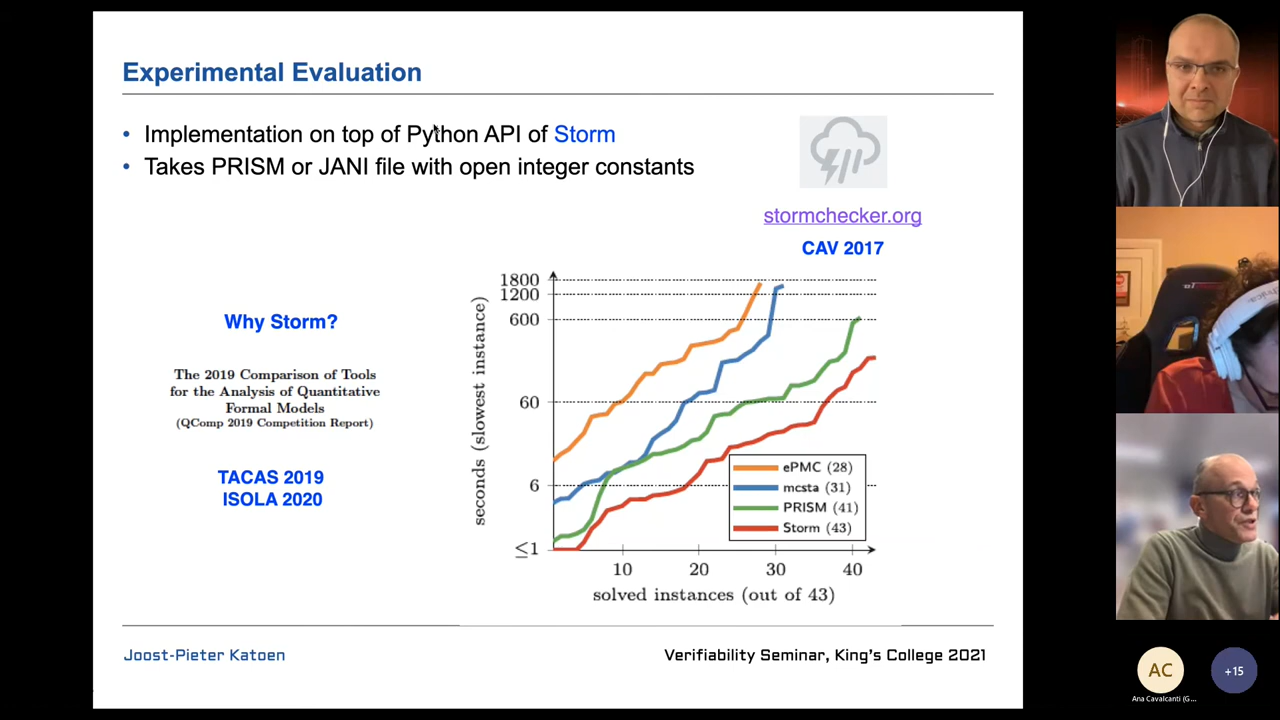 Experimental Evaluation
• Implementation on top of Python API of Storm
• Takes PRISM or JANI file with open integer constants
stormchecker.org
CAV 2017
Why Storm?
The 2019 Comparison of Tools
for the Analysis of Quantitative
Formal Models
(QComp 2019 Competition Report)
TACAS 2019
ISOLA 2020
seconds (slowest instance)
1800
1200
600
60
6
≤1
ePMC (28)
mcsta (31)
PRISM (41)
Storm (43)
10 20 30 40
solved instances (out of 43)
Joost-Pieter Katoen
Verifiability Seminar, King's College 2021
AC
+15
Ana Cavalcanti (G...